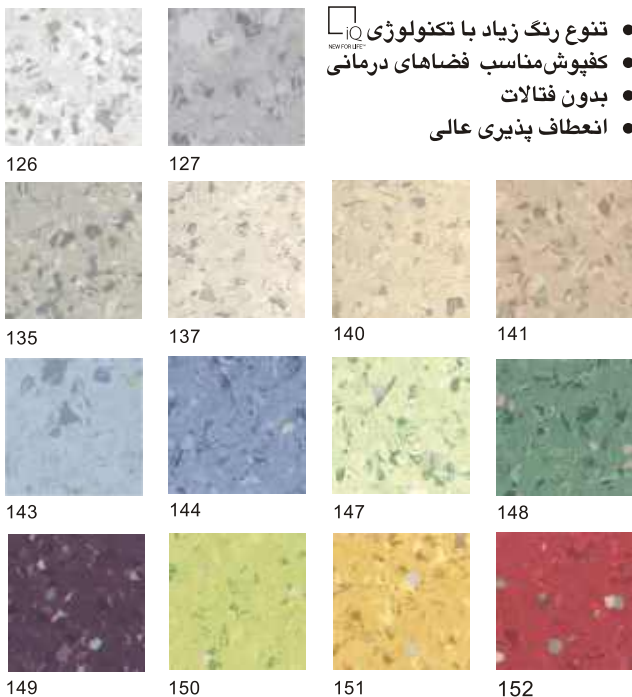 • تنوع رنگ زیاد با تکنولوژی iQ
NEW FOR LIFE™
• کفپوش‌مناسب فضاهای درمانی
• بدون فتالات
• انعطاف پذیری عالی
126 127
135 137 140 141
143 144 147 148
149 150 151 152